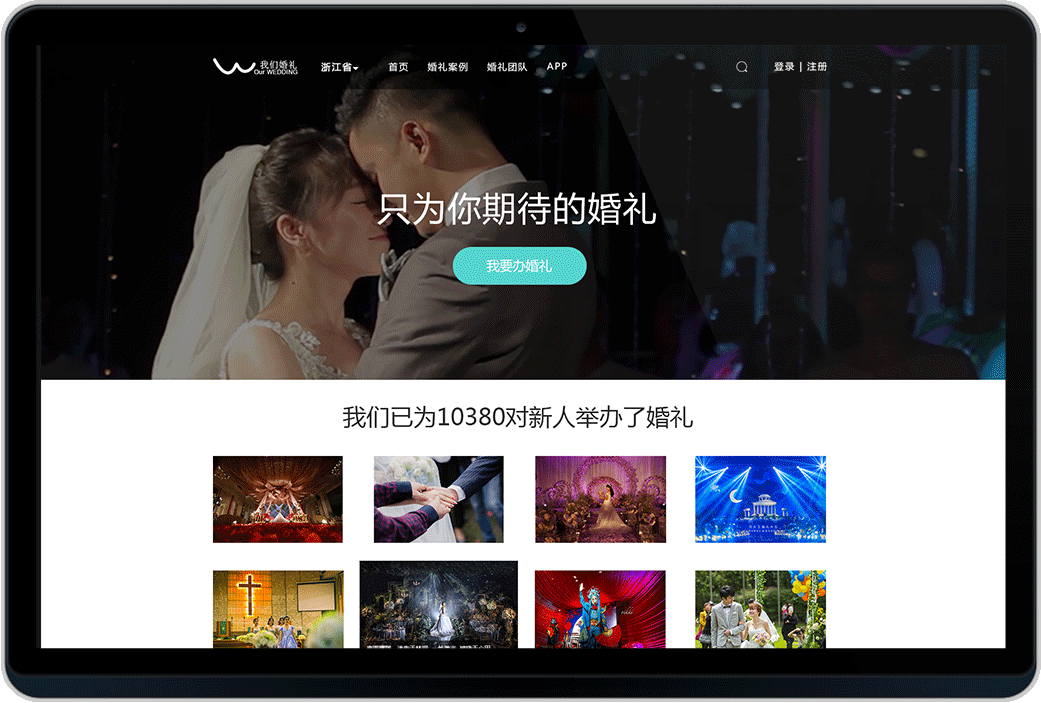 我们婚礼
Our WEDDING
浙江省
首页
婚礼案例
婚礼团队
APP
登录 | 注册
只为你期待的婚礼
我要办婚礼
我们已为10380对新人举办了婚礼